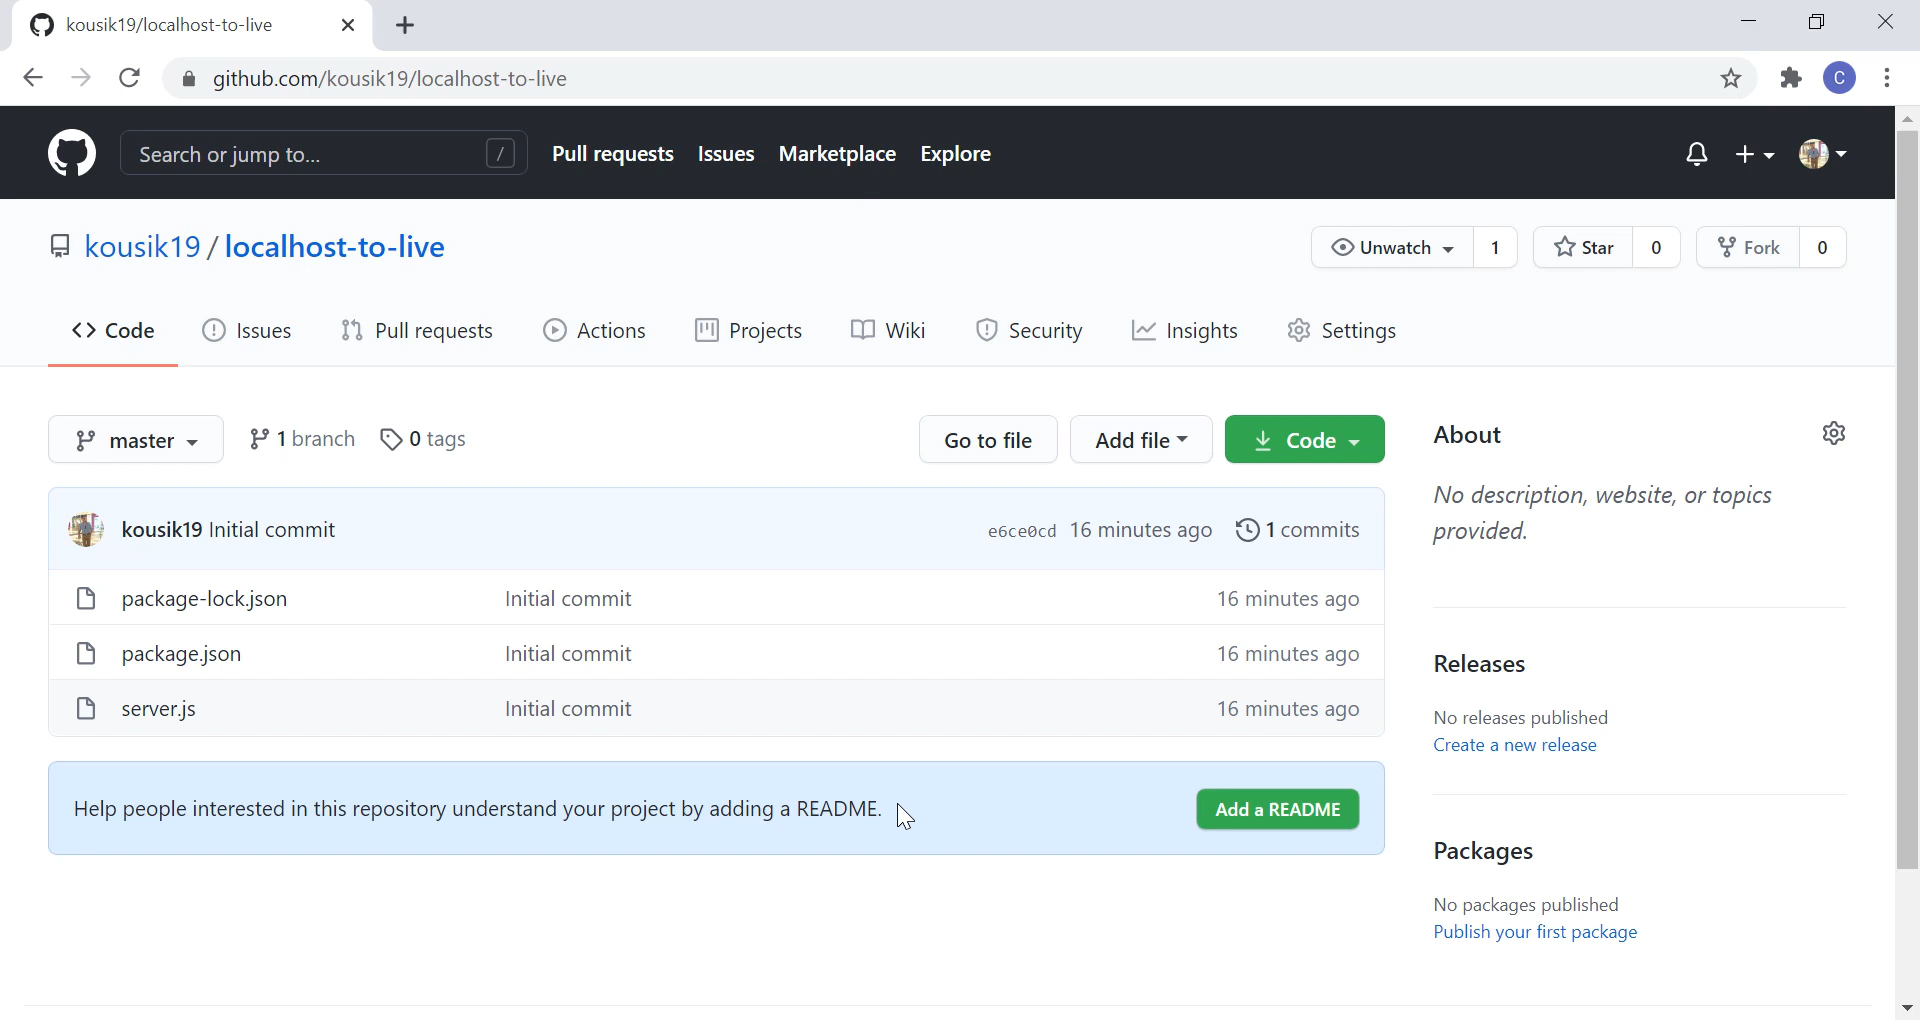 kousik19/localhost-to-live
github.com/kousik19/localhost-to-live
C
Search or jump to... / Pull requests Issues Marketplace Explore
kousik19 / localhost-to-live Unwatch 1 Star 0 Fork 0
Code Issues Pull requests Actions Projects Wiki Security Insights Settings
master 1 branch 0 tags Go to file Add file Code
kousik19 Initial commit e6ce0cd 16 minutes ago 1 commits
package-lock.json Initial commit 16 minutes ago
package.json Initial commit 16 minutes ago
server.js Initial commit 16 minutes ago
Help people interested in this repository understand your project by adding a README. Add a README
About
No description, website, or topics
provided.
Releases
No releases published
Create a new release
Packages
No packages published
Publish your first package